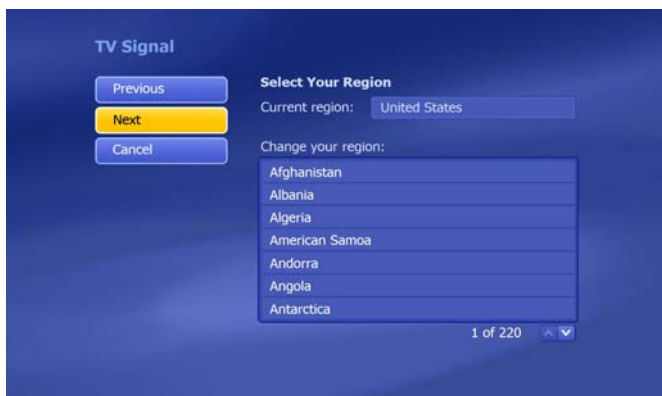 TV Signal
Previous
Next
Cancel
Select Your Region
Current region: United States
Change your region:
Afghanistan
Albania
Algeria
American Samoa
Andorra
Angola
Antarctica
1 of 220